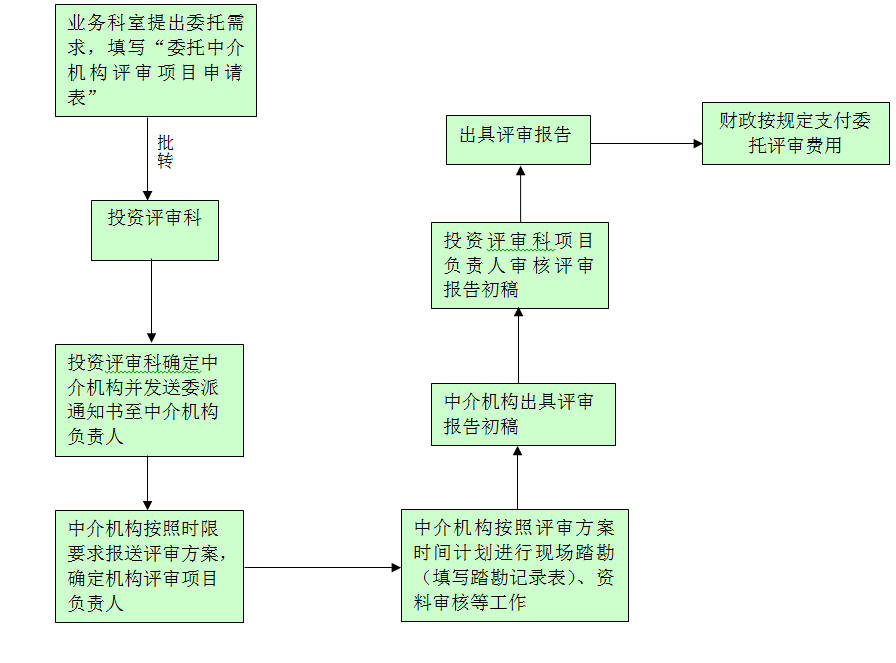 业务科室提出委托需
求，填写“委托中介
机构评审项目申请
表”
批
转
投资评审科
投资评审科确定中
介机构并发送委派
通知书至中介机构
负责人
中介机构按照时限
要求报送评审方案，
确定机构评审项目
负责人
中介机构按照评审方案
时间计划进行现场踏勘
（填写踏勘记录表）、资
料审核等工作
中介机构出具评审
报告初稿
投资评审科项目
负责人审核评审
报告初稿
出具评审报告
财政按规定支付委
托评审费用